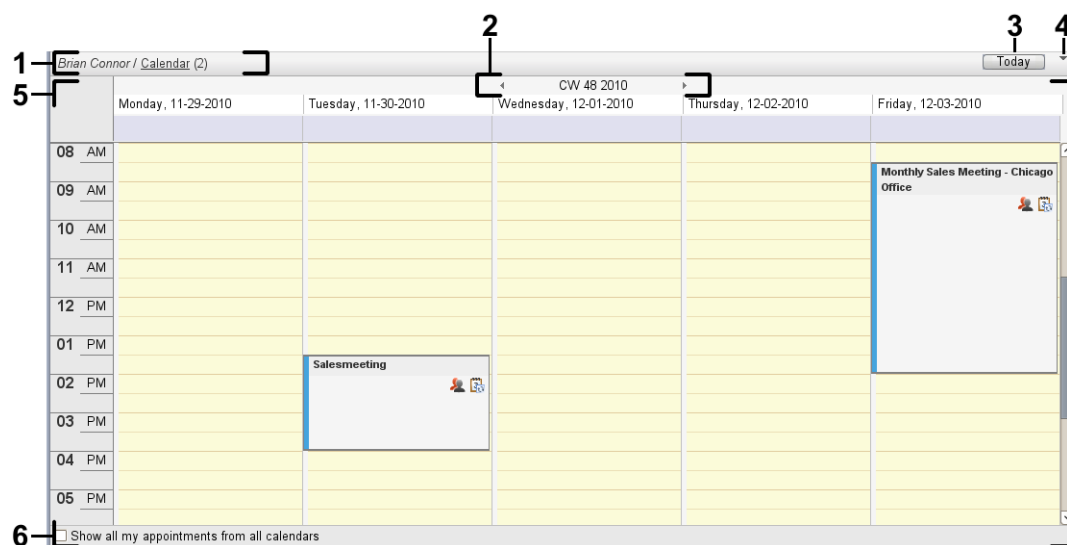 2 3 4
1 Brian Connor / Calendar (2) Today
5 CW 48 2010
Monday, 11-29-2010 Tuesday, 11-30-2010 Wednesday, 12-01-2010 Thursday, 12-02-2010 Friday, 12-03-2010
08 AM
Monthly Sales Meeting - Chicago
Office
09 AM
10 AM
11 AM
12 PM
01 PM
Salesmeeting
02 PM
03 PM
04 PM
05 PM
6 Show all my appointments from all calendars